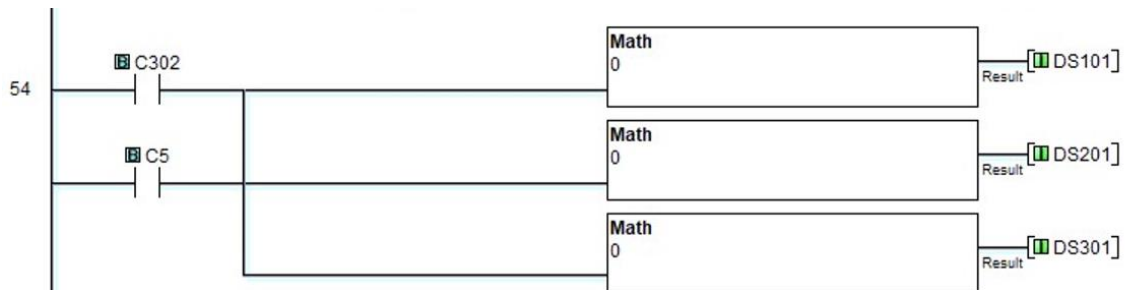 Math
0
B C302
I DS101
Result
54
Math
0
B C5
I DS201
Result
Math
0
I DS301
Result